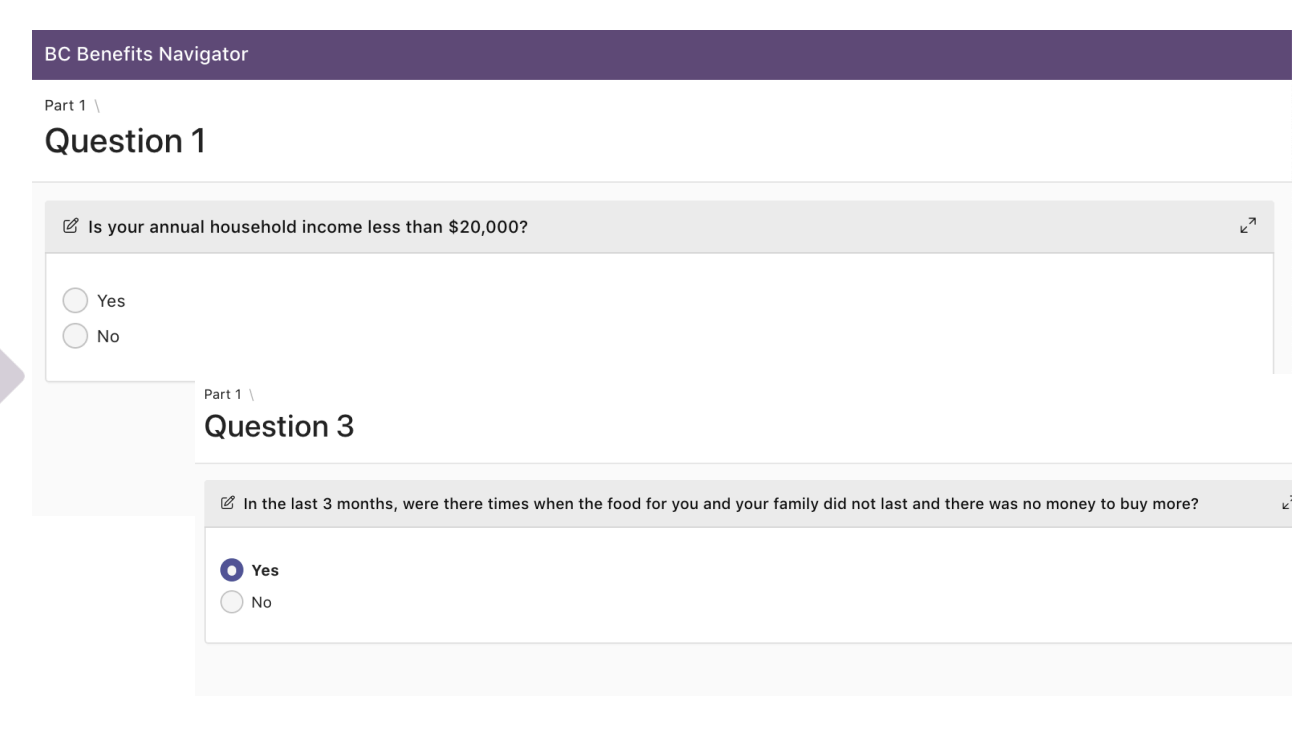 BC Benefits Navigator
Part 1 \
Question 1
Is your annual household income less than $20,000?
Yes
No
Part 1 \
Question 3
In the last 3 months, were there times when the food for you and your family did not last and there was no money to buy more?
Yes
No